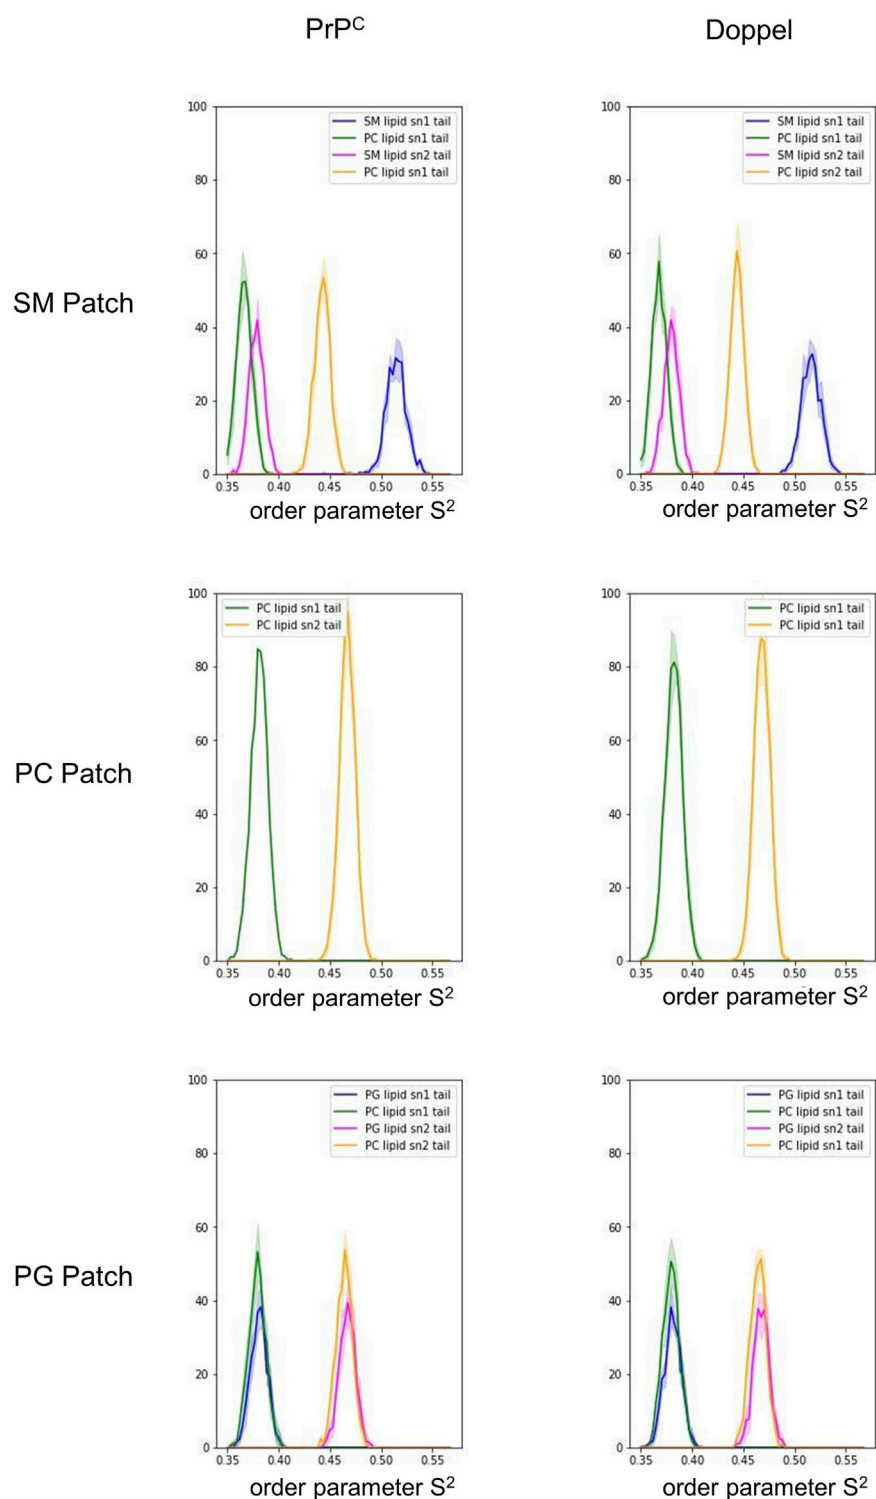 PrP^C Doppel
SM Patch
100 80 60 40 20 0
SM lipid sn1 tail
PC lipid sn1 tail
SM lipid sn2 tail
PC lipid sn1 tail
0.35 0.40 0.45 0.50 0.55
order parameter S²
100 80 60 40 20 0
SM lipid sn1 tail
PC lipid sn1 tail
SM lipid sn2 tail
PC lipid sn2 tail
0.35 0.40 0.45 0.50 0.55
order parameter S²
PC Patch
100 80 60 40 20 0
PC lipid sn1 tail
PC lipid sn2 tail
0.35 0.40 0.45 0.50 0.55
order parameter S²
100 80 60 40 20 0
PC lipid sn1 tail
PC lipid sn1 tail
0.35 0.40 0.45 0.50 0.55
order parameter S²
PG Patch
100 80 60 40 20 0
PG lipid sn1 tail
PC lipid sn1 tail
PG lipid sn2 tail
PC lipid sn2 tail
0.35 0.40 0.45 0.50 0.55
order parameter S²
100 80 60 40 20 0
PG lipid sn1 tail
PC lipid sn1 tail
PG lipid sn2 tail
PC lipid sn1 tail
0.35 0.40 0.45 0.50 0.55
order parameter S²